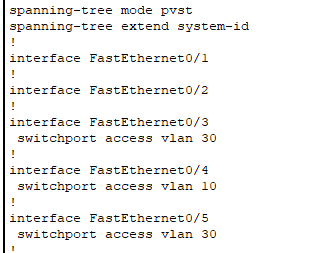 spanning-tree mode pvst
spanning-tree extend system-id
!
interface FastEthernet0/1
!
interface FastEthernet0/2
!
interface FastEthernet0/3
 switchport access vlan 30
!
interface FastEthernet0/4
 switchport access vlan 10
!
interface FastEthernet0/5
 switchport access vlan 30
!